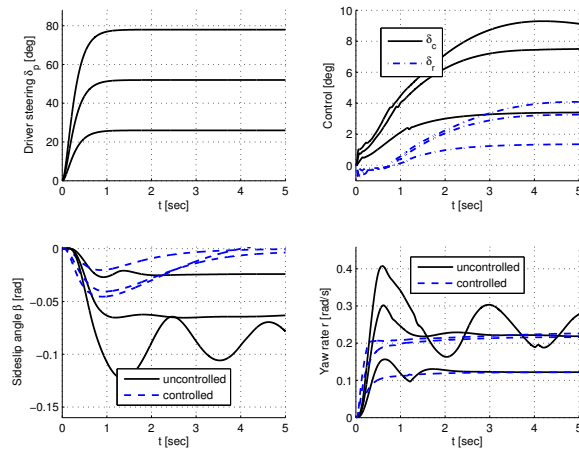 Driver steering δp [deg]
80
60
40
20
0
0 1 2 3 4 5
t [sec]
Control [deg]
10
8
6
4
2
0
0 1 2 3 4 5
t [sec]
δc
δr
Sideslip angle β [rad]
0
−0.05
−0.1
−0.15
0 1 2 3 4 5
t [sec]
uncontrolled
controlled
Yaw rate r [rad/s]
0.4
0.3
0.2
0.1
0
0 1 2 3 4 5
t [sec]
uncontrolled
controlled